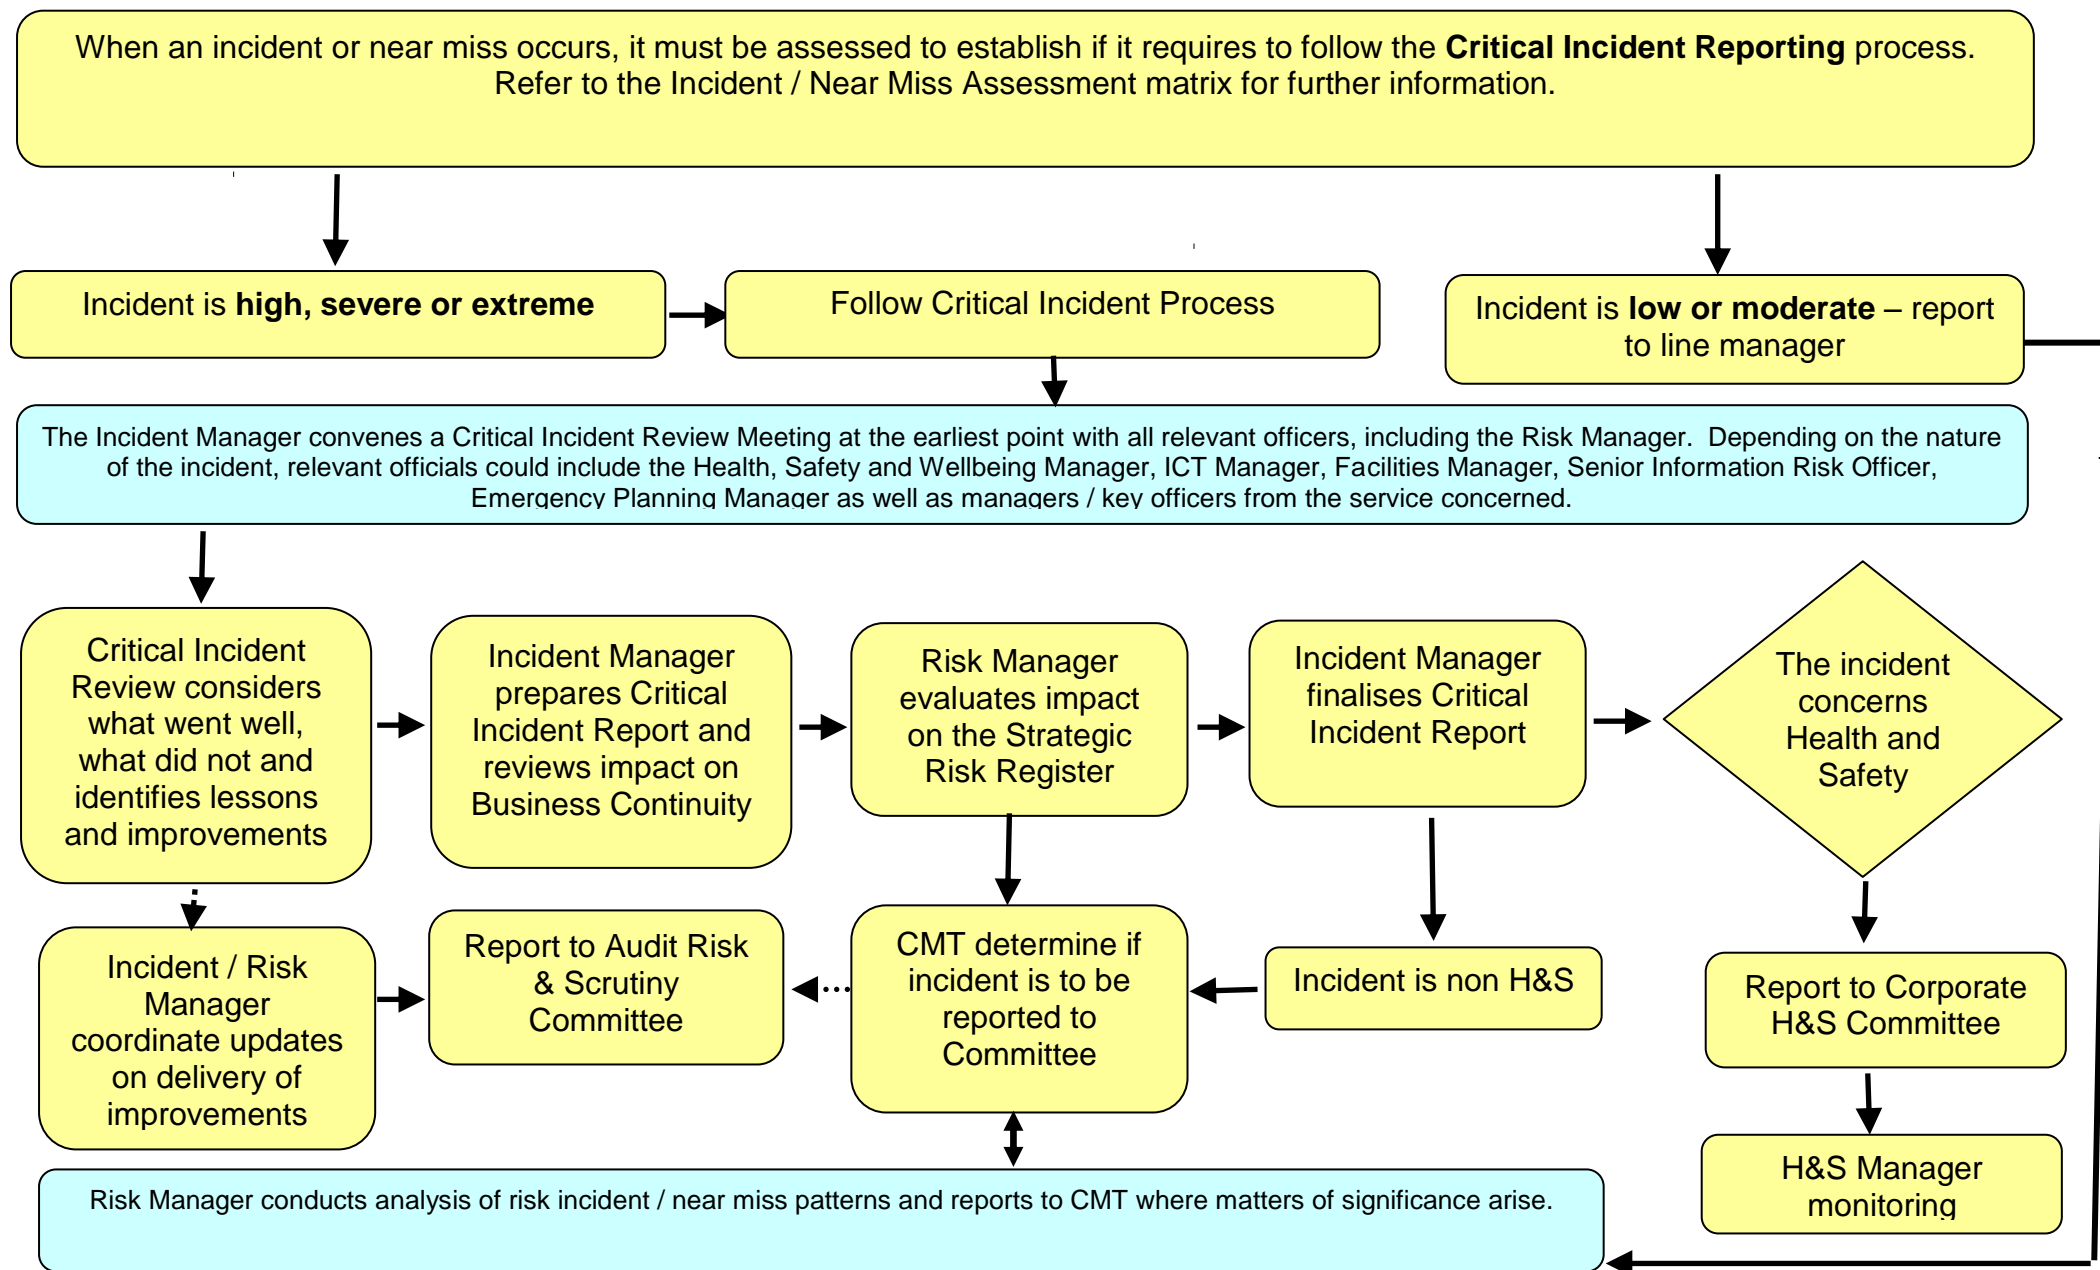 When an incident or near miss occurs, it must be assessed to establish if it requires to follow the Critical Incident Reporting process.
Refer to the Incident / Near Miss Assessment matrix for further information.
Incident is high, severe or extreme
Follow Critical Incident Process
Incident is low or moderate – report
to line manager
The Incident Manager convenes a Critical Incident Review Meeting at the earliest point with all relevant officers, including the Risk Manager.  Depending on the nature
of the incident, relevant officials could include the Health, Safety and Wellbeing Manager, ICT Manager, Facilities Manager, Senior Information Risk Officer,
Emergency Planning Manager as well as managers / key officers from the service concerned.
Critical Incident
Review considers
what went well,
what did not and
identifies lessons
and improvements
Incident Manager
prepares Critical
Incident Report and
reviews impact on
Business Continuity
Risk Manager
evaluates impact
on the Strategic
Risk Register
Incident Manager
finalises Critical
Incident Report
The incident
concerns
Health and
Safety
Incident / Risk
Manager
coordinate updates
on delivery of
improvements
Report to Audit Risk
& Scrutiny
Committee
CMT determine if
incident is to be
reported to
Committee
Incident is non H&S
Report to Corporate
H&S Committee
H&S Manager
monitoring
Risk Manager conducts analysis of risk incident / near miss patterns and reports to CMT where matters of significance arise.